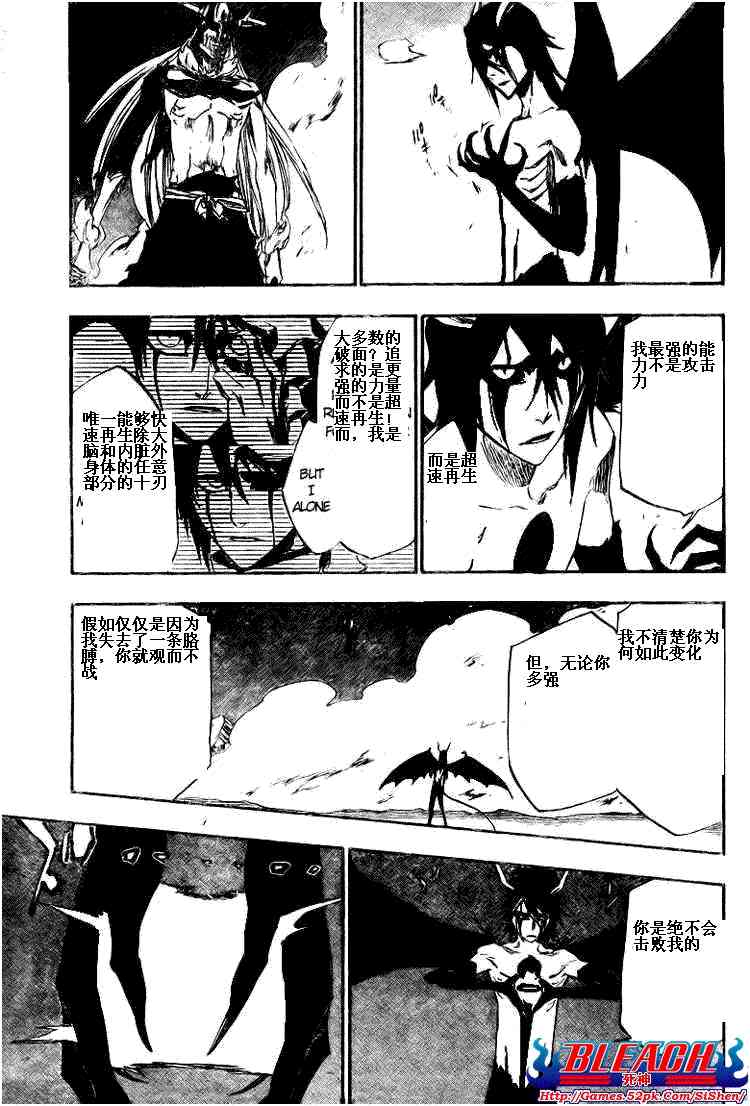 我最强的能
力不是攻击
力
而是超
速再生
大多数的
破面?追
求的是更
强的力量
而不是超
速再生!
而，我是
BUT
I
ALONE
唯一能够快
速再生除大
脑和内脏外
身体的任意
部分的十刃
我不清楚你为
何如此变化
但，无论你
多强
假如仅仅是因为
我失去了一条胳
膊，你就观而不
战
你是绝不会
击败我的
BLEACH
死神
Http://Games.52pk.Com/SiShen/